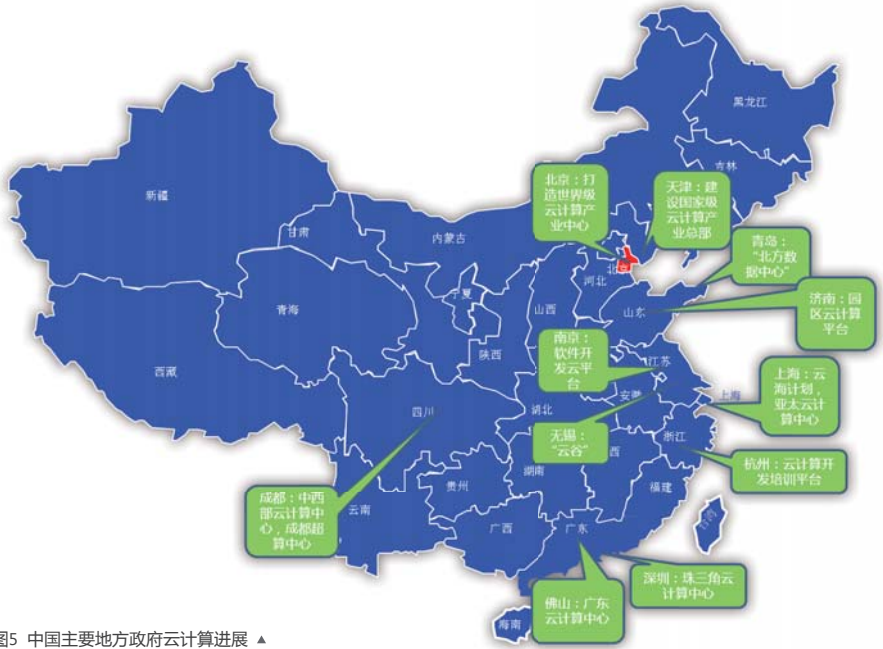 黑龙江
吉林
新疆
甘肃
内蒙古
北京：打
造世界级
云计算产
业中心
天津：建
设国家级
云计算产
业总部
青岛：
“北方数
据中心”
济南：园
区云计算
平台
北京
河北
宁夏
青海
山西
山东
陕西
西藏
南京：
软件开
发云平
台
江苏
安徽
上海
上海：云
海计划，
亚太云计
算中心
四川
湖北
无锡：
“云谷”
西
浙江
杭州：云计算开
发培训平台
湖南
贵州
福建
成都：中西
部云计算中
心，成都超
算中心
云南
广西
广东
台湾
深圳：珠三角云
计算中心
佛山：广东
云计算中心
海南
图5 中国主要地方政府云计算进展 ▲